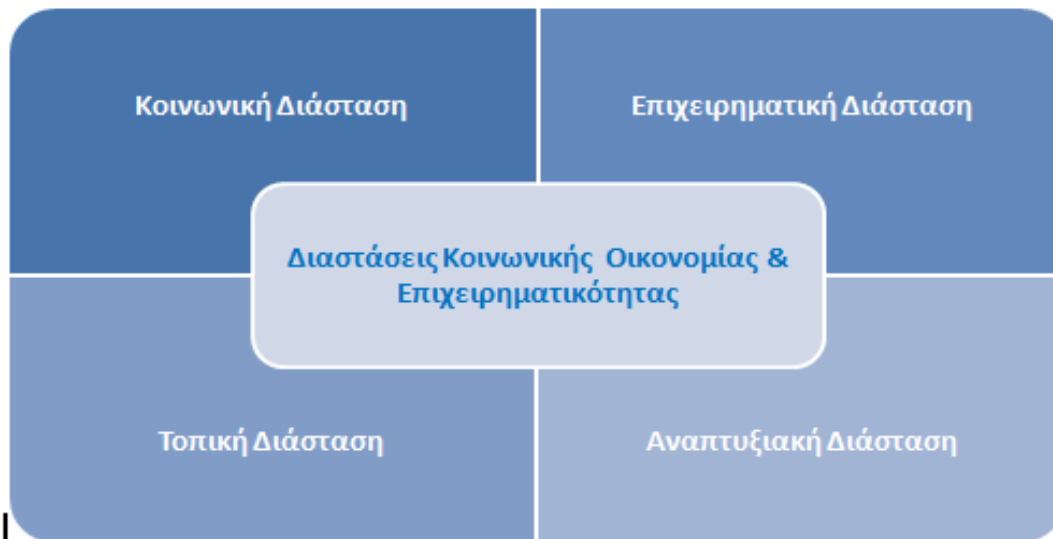 Κοινωνική Διάσταση
Επιχειρηματική Διάσταση
Διαστάσεις Κοινωνικής Οικονομίας &
Επιχειρηματικότητας
Τοπική Διάσταση
Αναπτυξιακή Διάσταση